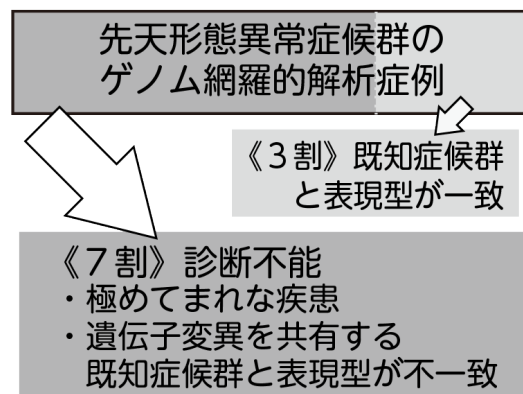 先天形態異常症候群の
ゲノム網羅的解析症例
《３割》既知症候群
と表現型が一致
《７割》診断不能
・極めてまれな疾患
・遺伝子変異を共有する
既知症候群と表現型が不一致